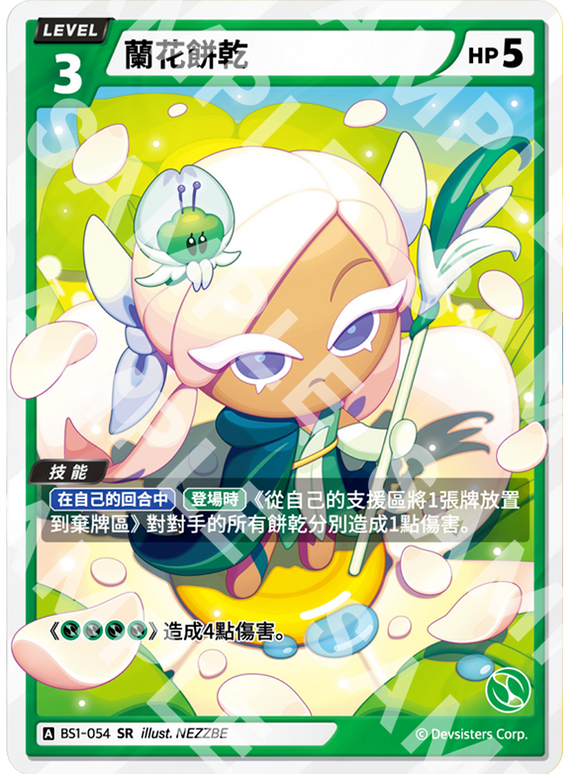 LEVEL
3
蘭花餅乾
HP 5
SAMPLE SAMPLE SAMPLE
技能
在自己的回合中 登場時 《從自己的支援區將1張牌放置
到棄牌區》對對手的所有餅乾分別造成1點傷害。
《》造成4點傷害。
A BS1-054 SR illust. NEZZBE
© Devsisters Corp.